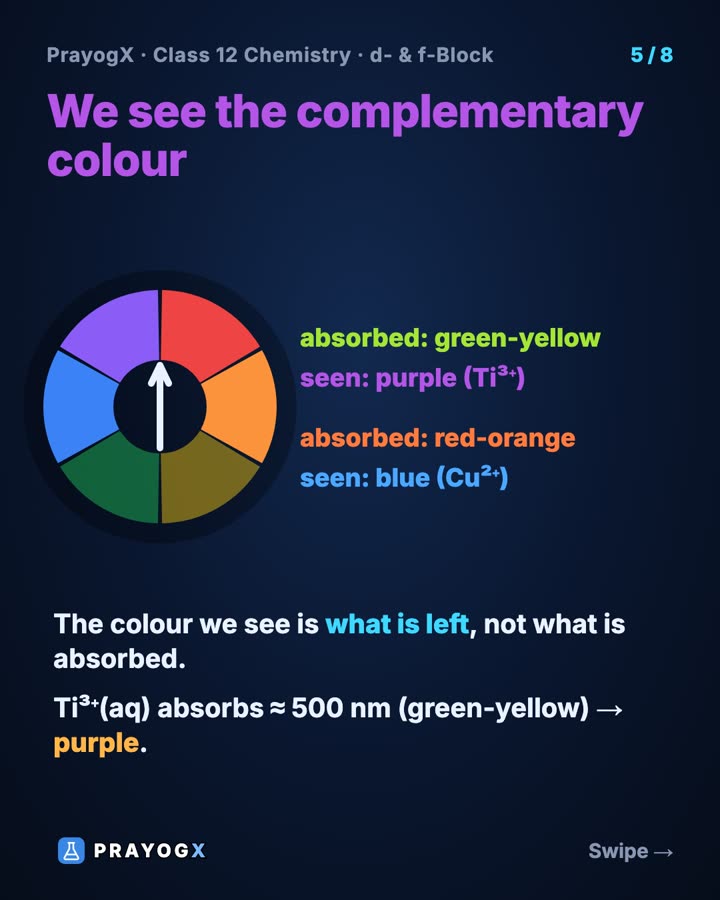 PrayogX · Class 12 Chemistry · d- & f-Block
5 / 8
We see the complementary
colour
absorbed: green-yellow
seen: purple (Ti³⁺)
absorbed: red-orange
seen: blue (Cu²⁺)
The colour we see is what is left, not what is
absorbed.
Ti³⁺(aq) absorbs ≈ 500 nm (green-yellow) →
purple.
PRAYOGX
Swipe →